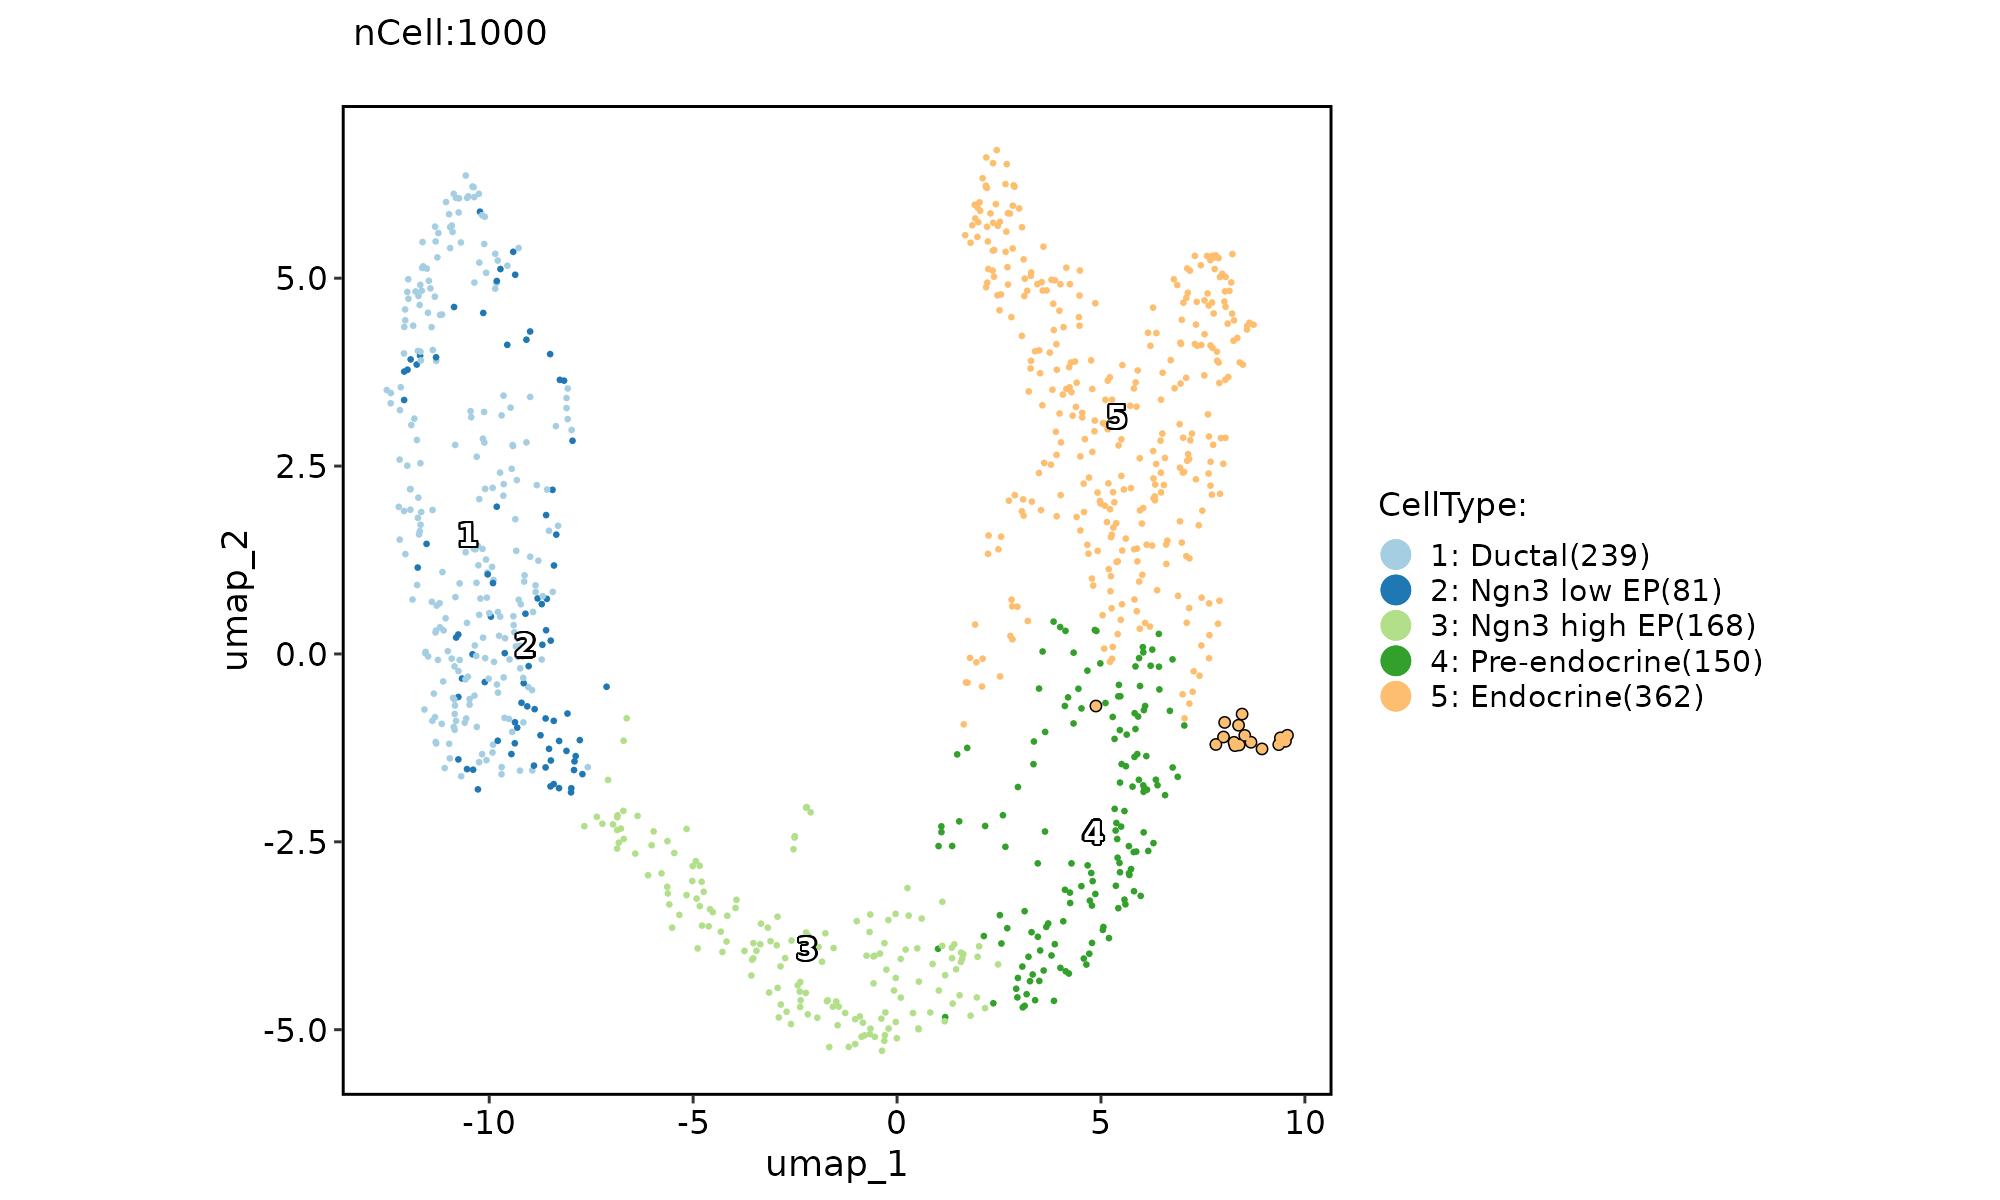 nCell:1000
umap_2
5.0
2.5
0.0
-2.5
-5.0
1
2
3
4
5
-10
-5
0
5
10
umap_1
CellType:
1: Ductal(239)
2: Ngn3 low EP(81)
3: Ngn3 high EP(168)
4: Pre-endocrine(150)
5: Endocrine(362)